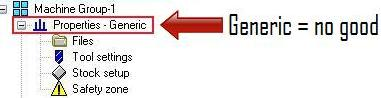 Machine Group-1
Properties - Generic
Generic = no good
Files
Tool settings
Stock setup
Safety zone